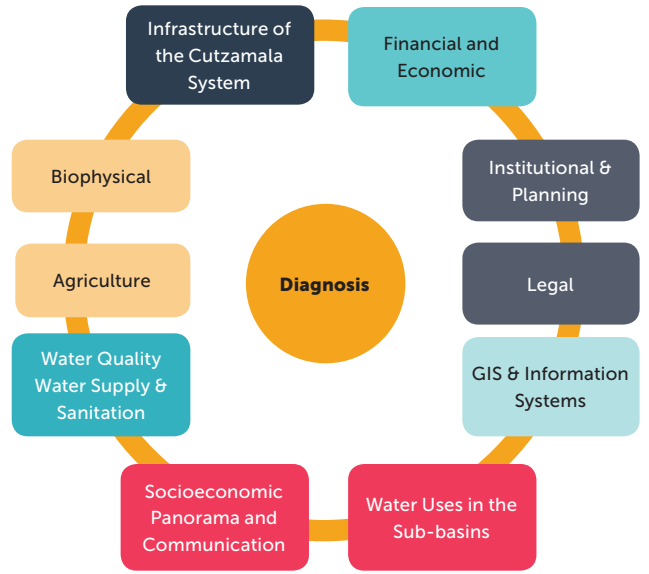 Infrastructure of
the Cutzamala
System
Financial and
Economic
Biophysical
Institutional &
Planning
Agriculture
Diagnosis
Legal
Water Quality
Water Supply &
Sanitation
GIS & Information
Systems
Socioeconomic
Panorama and
Communication
Water Uses in the
Sub-basins